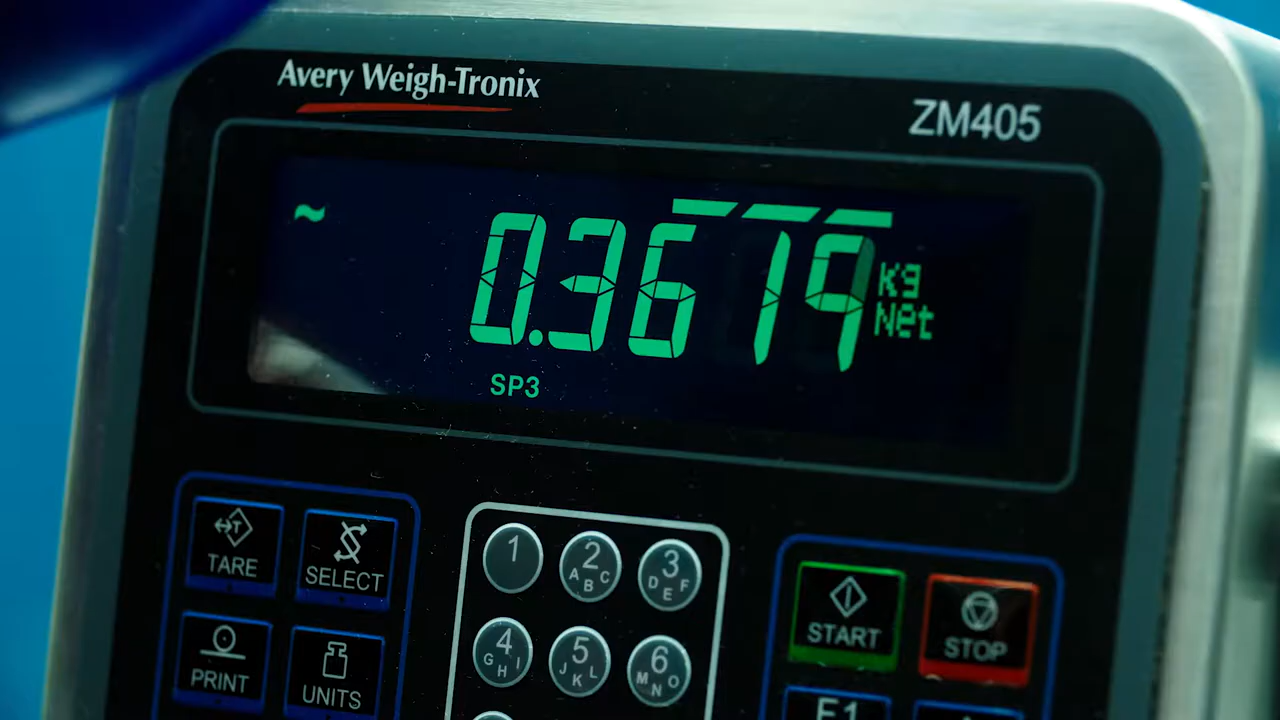 Avery Weigh-Tronix
ZM405
~
0.3679
kg
Net
SP3
TARE
SELECT
PRINT
UNITS
1
2
ABC
3
DEF
4
GHI
5
JKL
6
MNO
START
STOP
F1